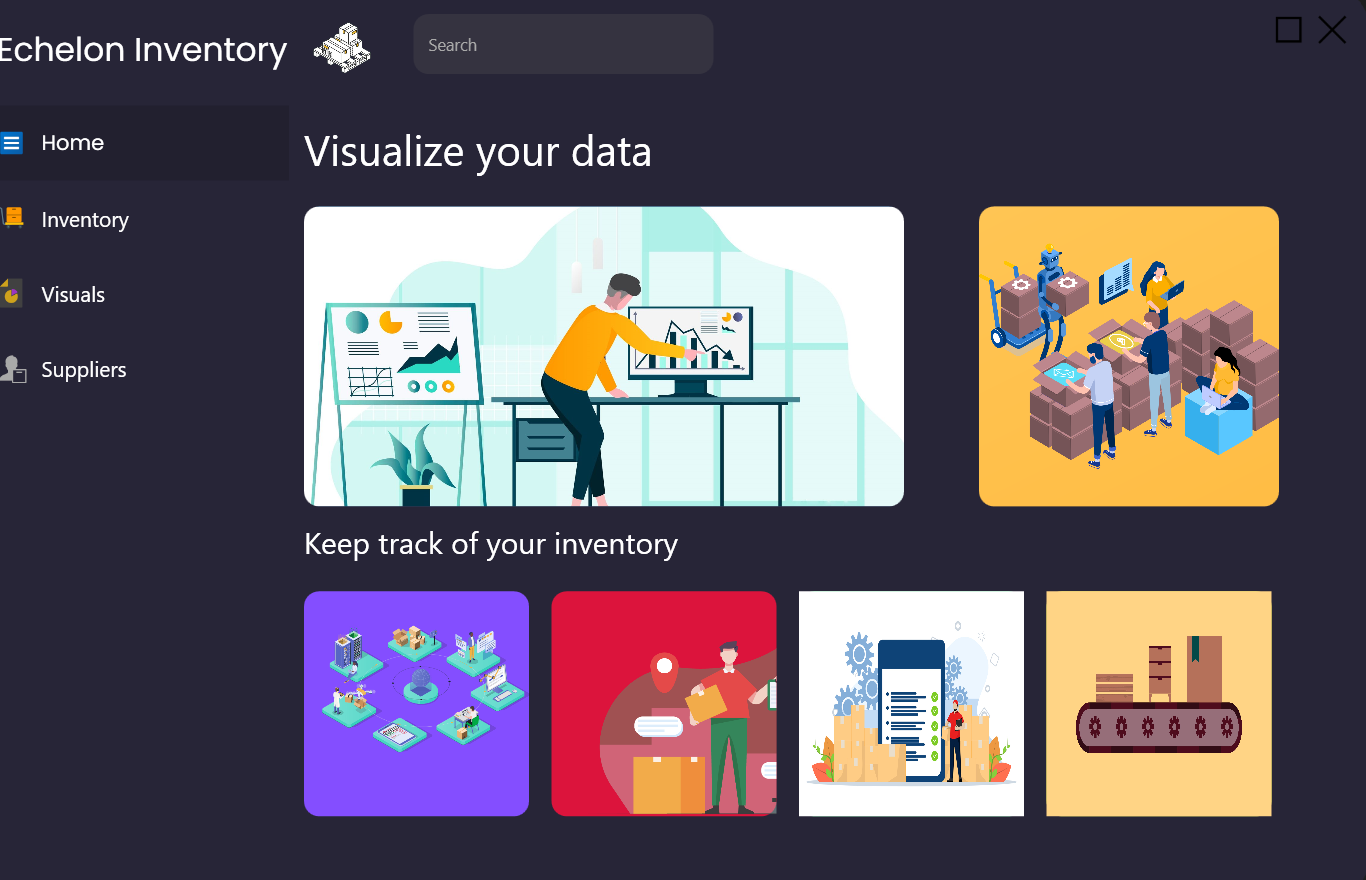 Echelon Inventory
Search
Home
Inventory
Visuals
Suppliers
Visualize your data
Keep track of your inventory